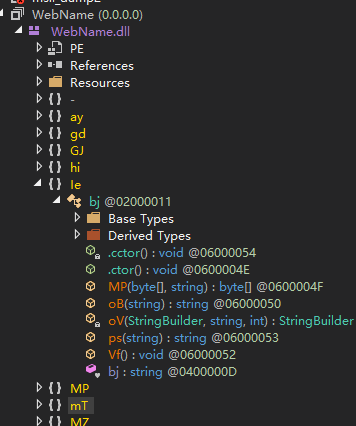 WebName (0.0.0.0)
WebName.dll
PE
References
Resources
{ } -
{ } ay
{ } gd
{ } GJ
{ } hi
{ } Ie
bj @02000011
Base Types
Derived Types
.cctor() : void @06000054
.ctor() : void @0600004E
MP(byte[], string) : byte[] @0600004F
oB(string) : string @06000050
oV(StringBuilder, string, int) : StringBuilder
ps(string) : string @06000053
Vf() : void @06000052
bj : string @0400000D
{ } MP
{ } mT
{ } MZ